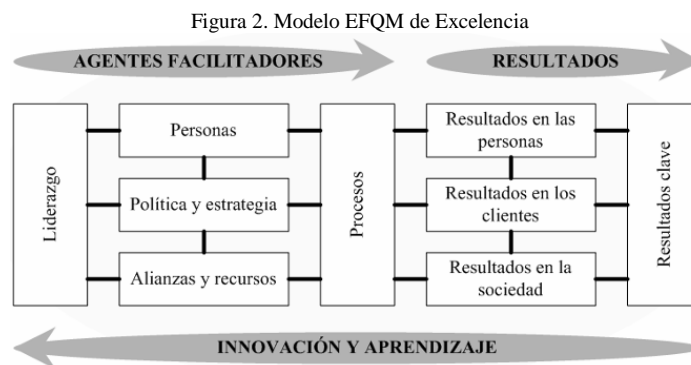 Figura 2. Modelo EFQM de Excelencia
AGENTES FACILITADORES
RESULTADOS
Liderazgo
Personas
Política y estrategia
Alianzas y recursos
Procesos
Resultados en las
personas
Resultados en los
clientes
Resultados en la
sociedad
Resultados clave
INNOVACIÓN Y APRENDIZAJE